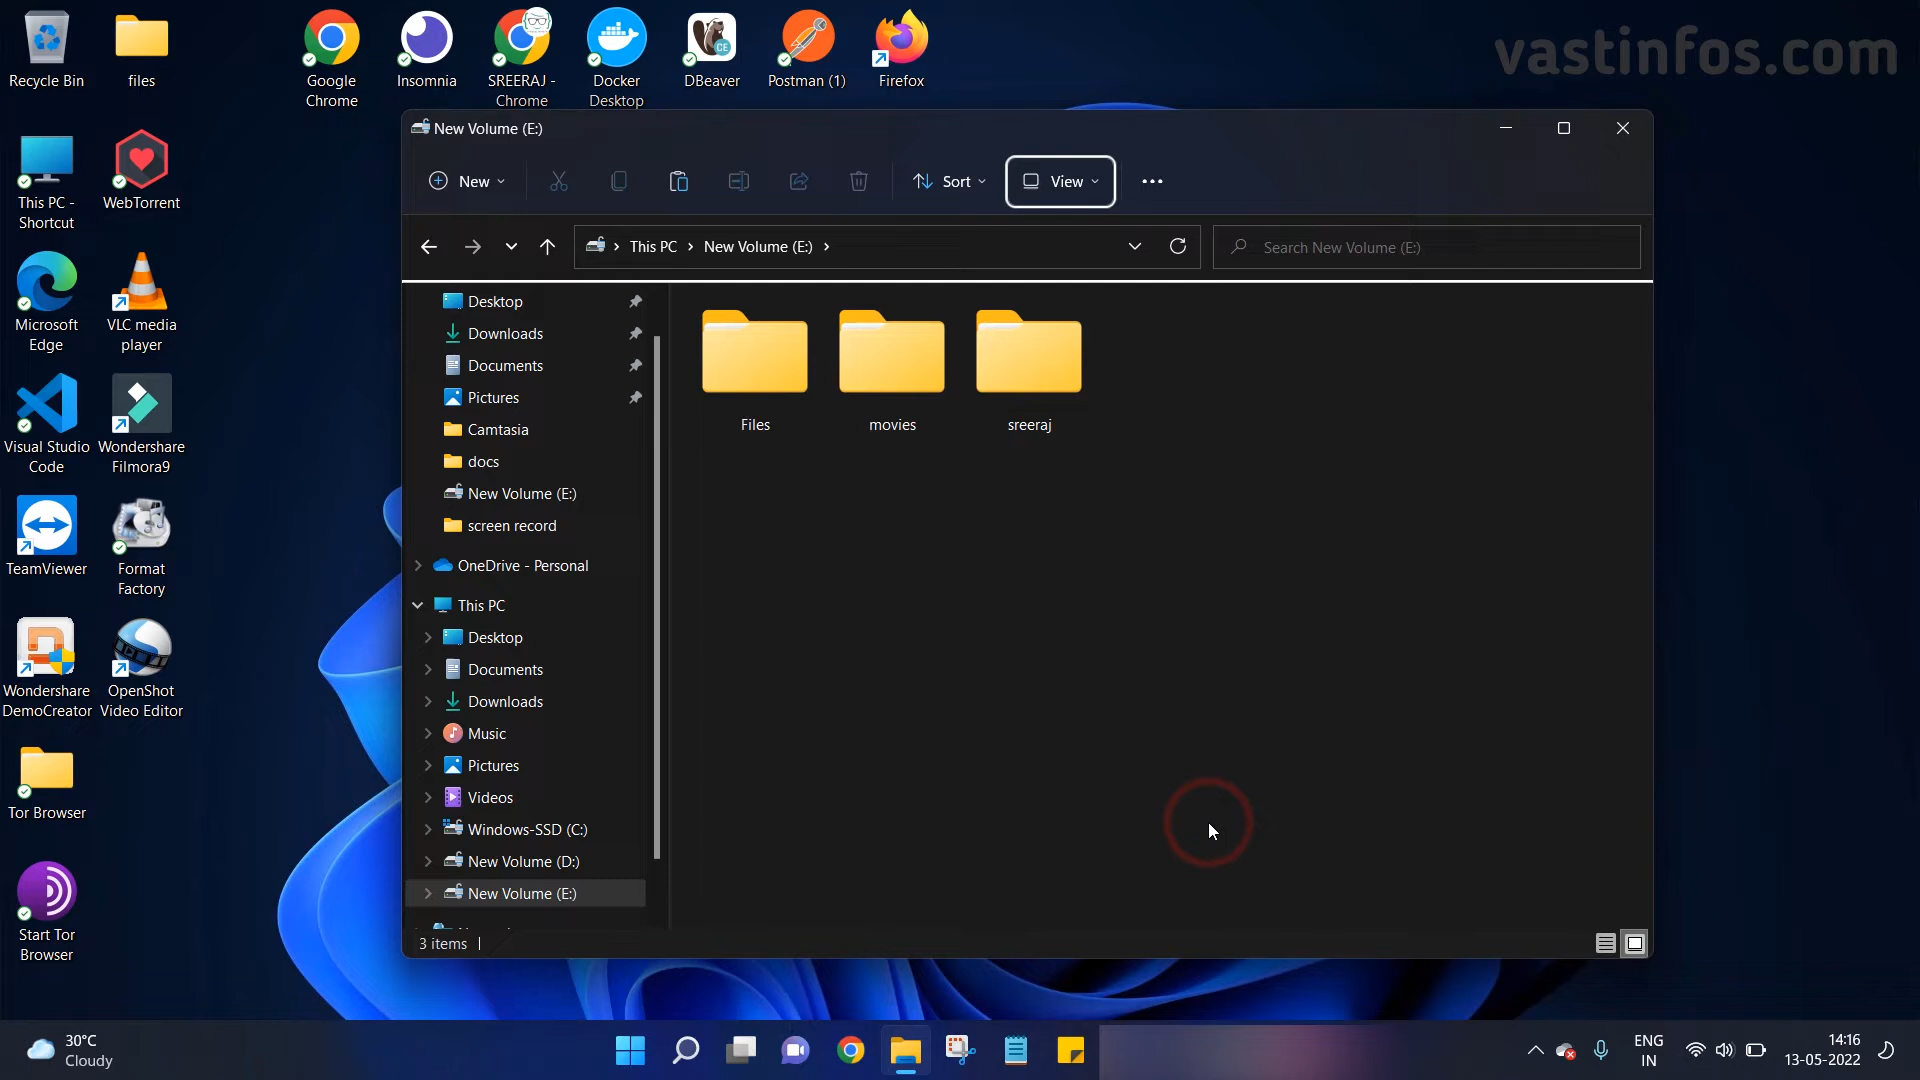 vastinfos.com
Recycle Bin
files
Google
Chrome
Insomnia
SREERAJ -
Chrome
Docker
Desktop
CE
DBeaver
Postman (1)
Firefox
This PC -
Shortcut
WebTorrent
Microsoft
Edge
VLC media
player
Visual Studio
Code
Wondershare
Filmora9
TeamViewer
Format
Factory
Wondershare
DemoCreator
OpenShot
Video Editor
Tor Browser
Start Tor
Browser
New Volume (E:)
New
Sort
View
This PC
New Volume (E:)
Search New Volume (E:)
Desktop
Downloads
Documents
Pictures
Camtasia
docs
New Volume (E:)
screen record
OneDrive - Personal
This PC
Desktop
Documents
Downloads
Music
Pictures
Videos
Windows-SSD (C:)
New Volume (D:)
New Volume (E:)
Files
movies
sreeraj
3 items
30°C
Cloudy
ENG
IN
14:16
13-05-2022